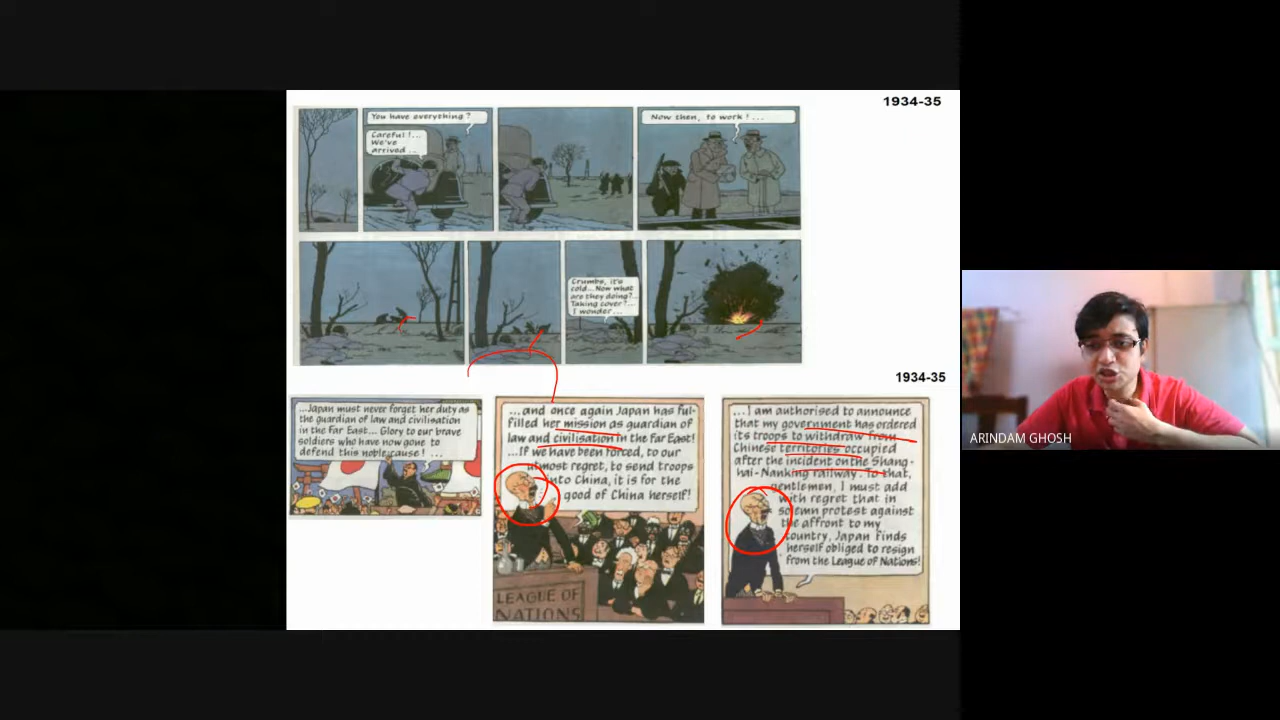 1934-35
You have everything?
Careful!...
We've
arrived...
Now then, to work!...
Crumbs, it's
cold...Now what
are they doing?...
Taking cover?...
I wonder...
1934-35
...Japan must never forget her duty as
the guardian of law and civilisation
in the Far East... Glory to our brave
soldiers who have now gone to
defend this noble cause! ...
...and once again Japan has ful-
filled her mission as guardian of
law and civilisation in the Far East!
...If we have been forced, to our
utmost regret, to send troops
into China, it is for the
good of China herself!
LEAGUE OF
NATIONS
...I am authorised to announce
that my government has ordered
its troops to withdraw from
Chinese territories occupied
after the incident on the Shang-
hai-Nanking railway. To that,
gentlemen, I must add
with regret that in
solemn protest against
the affront to my
country, Japan finds
herself obliged to resign
from the League of Nations!
ARINDAM GHOSH